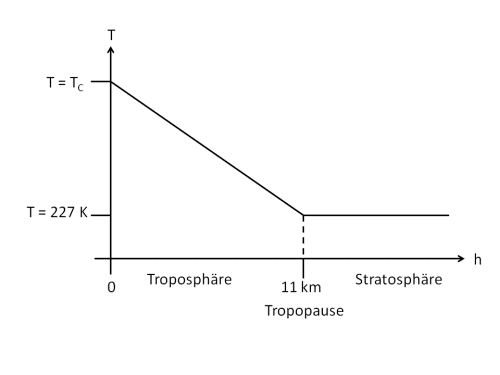 T
T = T_C
T = 227 K
h
Troposphäre
Stratosphäre
0
11 km
Tropopause